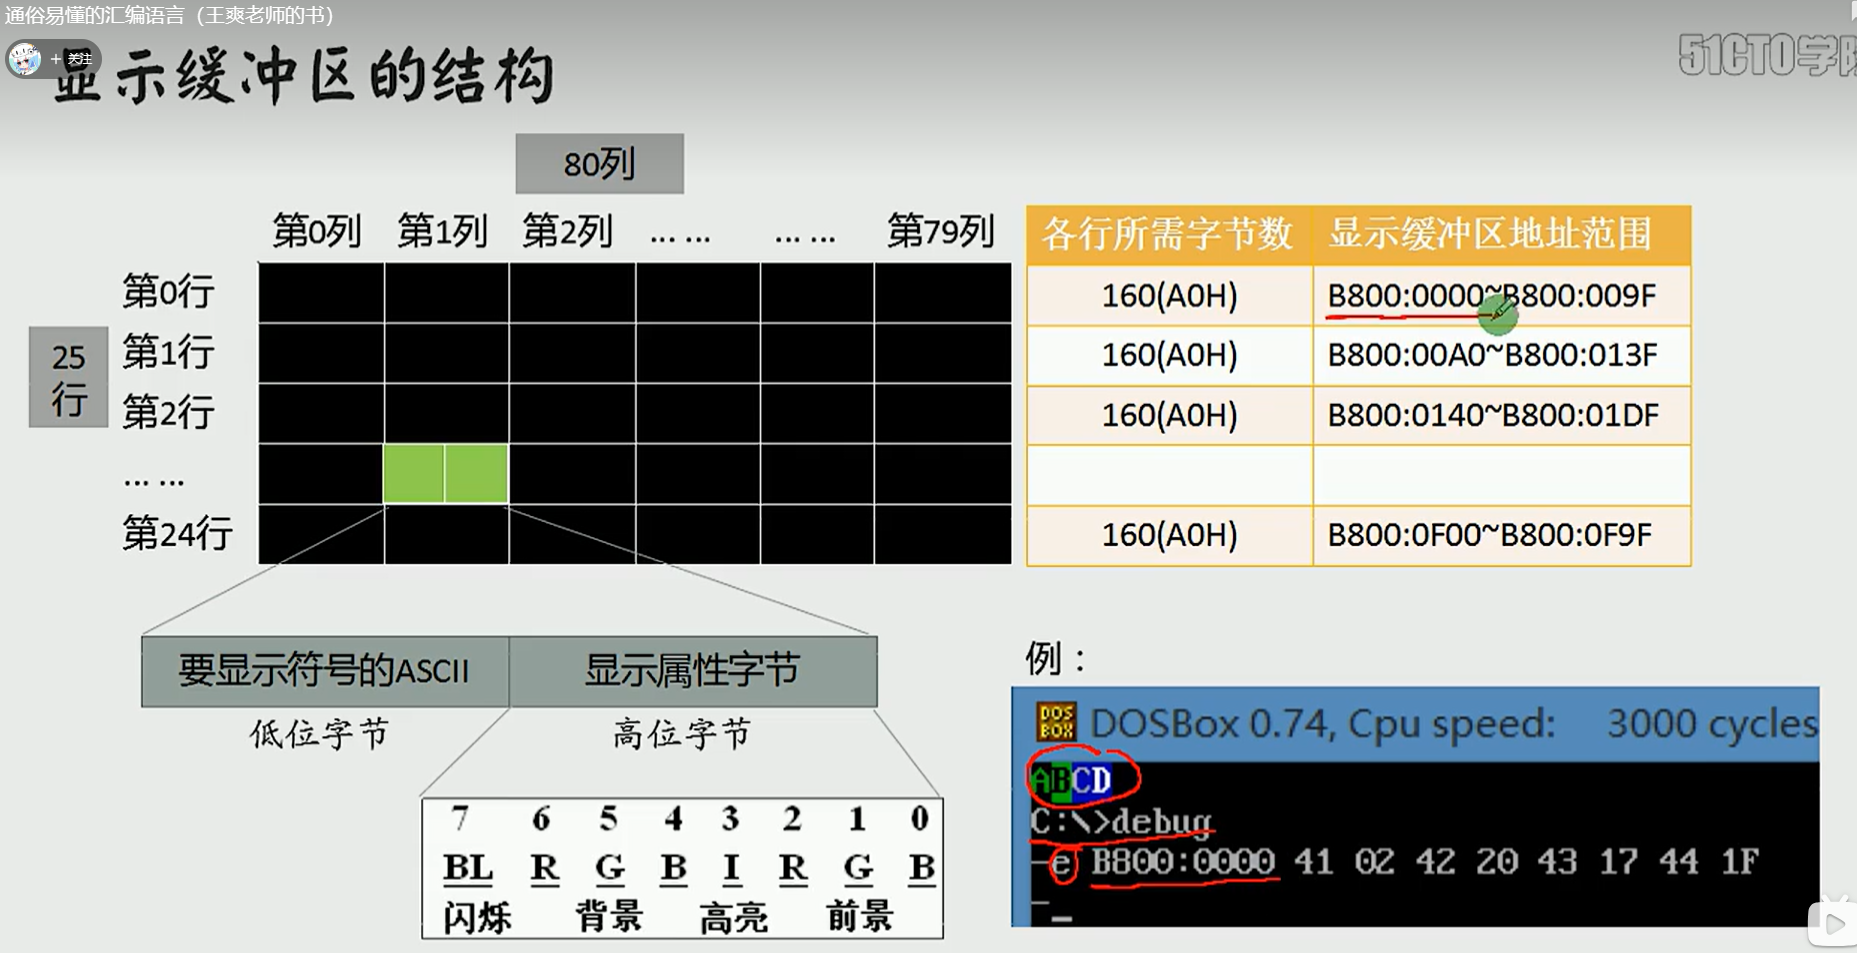 通俗易懂的汇编语言（王爽老师的书）
+ 关注
显示缓冲区的结构
51CTO学院
80列
第0列 第1列 第2列 ... ... ... ... 第79列
25
行
第0行
第1行
第2行
... ...
第24行
各行所需字节数 显示缓冲区地址范围
160(A0H) B800:0000~B800:009F
160(A0H) B800:00A0~B800:013F
160(A0H) B800:0140~B800:01DF
160(A0H) B800:0F00~B800:0F9F
要显示符号的ASCII 显示属性字节
低位字节 高位字节
7 6 5 4 3 2 1 0
BL R G B I R G B
闪烁 背景 高亮 前景
例：
DOS
BOX
DOSBox 0.74, Cpu speed: 3000 cycles
ABCD
C:\>debug
-e B800:0000 41 02 42 20 43 17 44 1F
-_